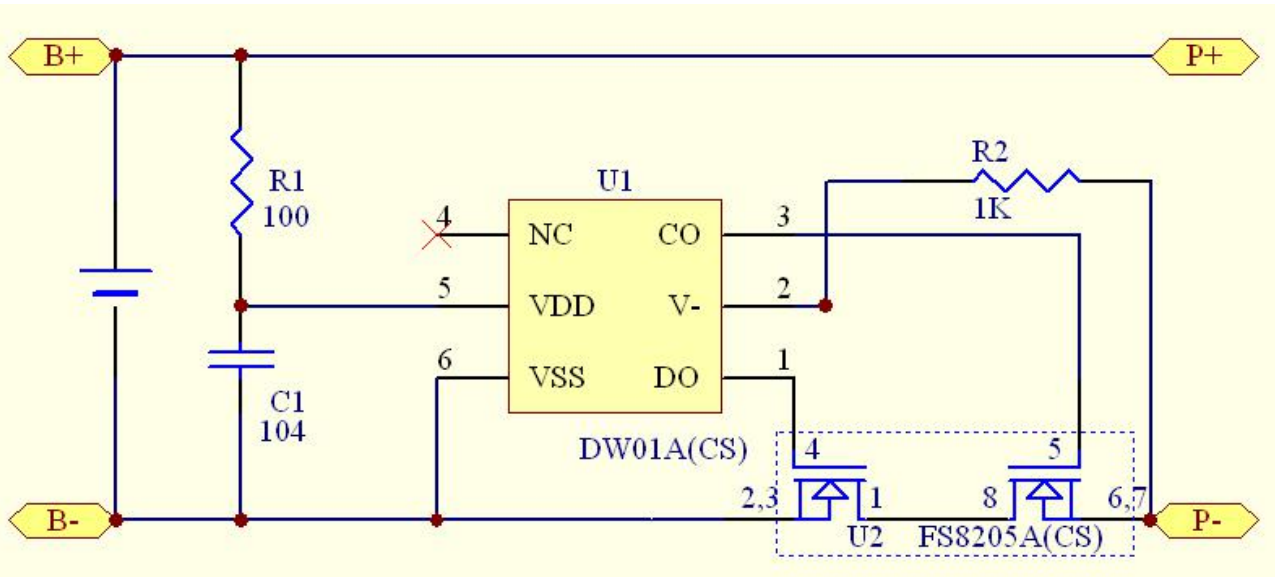 B+
P+
R1
100
U1
R2
1K
4
NC
CO
3
5
VDD
V-
2
6
VSS
DO
1
C1
104
DW01A(CS)
4
5
2,3
1
8
6,7
B-
U2
FS8205A(CS)
P-